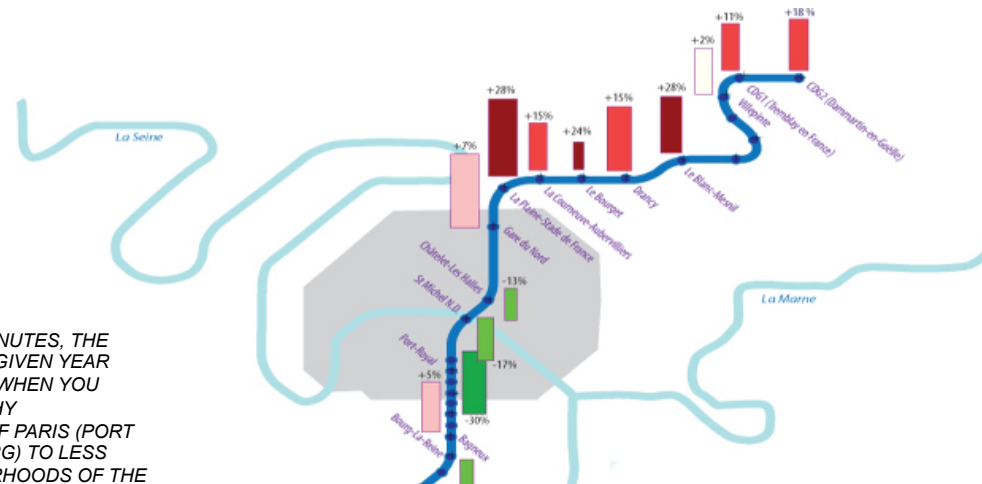 +18 %
+11%
+2%
+28%
+28%
+15%
+15%
+24%
+7%
La Seine
CDG2 (Dammartin-en-Goëlle)
CDG1 (Tremblay en France)
Villepinte
Le Blanc-Mesnil
Drancy
Le Bourget
La Courneuve-Aubervilliers
La Plaine-Stade de France
Gare du Nord
Châtelet-Les Halles
St Michel N.D.
-13%
La Marne
NUTES, THE
GIVEN YEAR
WHEN YOU
HY
F PARIS (PORT
RG) TO LESS
RHOODS OF THE
Port-Royal
-17%
+5%
-30%
Bourg-La-Reine
Bagneux